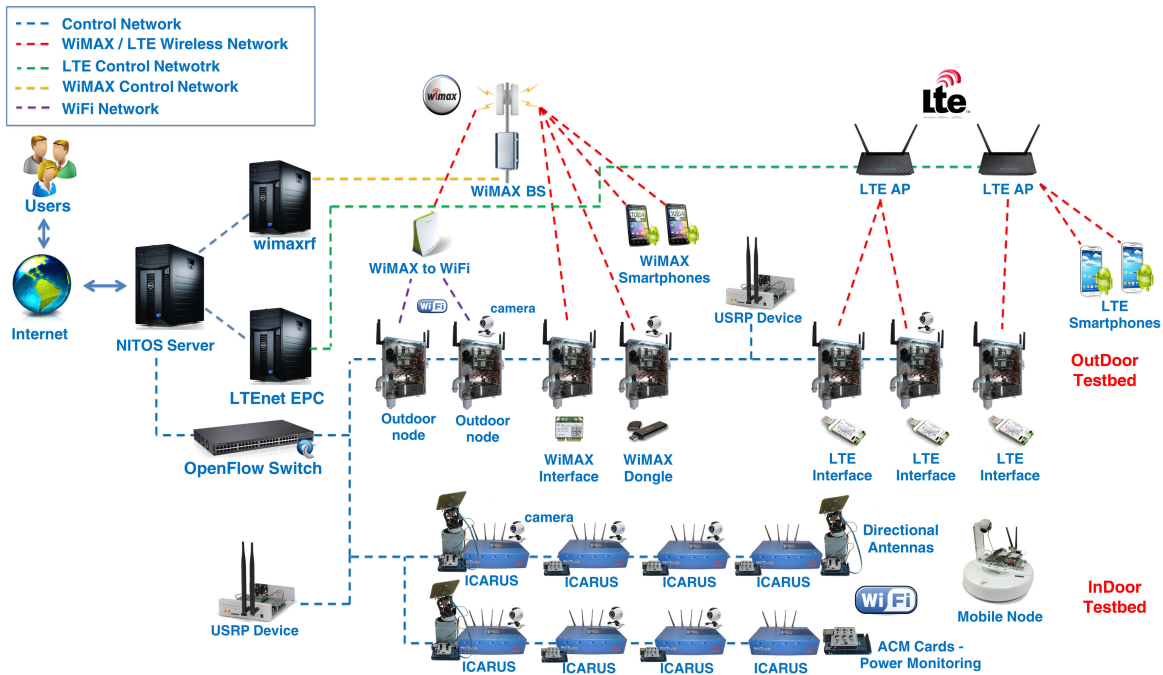 Control Network
WiMAX / LTE Wireless Network
LTE Control Networtrk
WiMAX Control Network
WiFi Network
wimax
Lte
Users
wimaxrf
WiMAX BS
LTE AP
LTE AP
WiMAX to WiFi
WiMAX
Smartphones
WiFi
camera
USRP Device
LTE
Smartphones
Internet
NITOS Server
LTEnet EPC
OutDoor
Testbed
Outdoor
node
Outdoor
node
WiMAX
Interface
WiMAX
Dongle
LTE
Interface
LTE
Interface
LTE
Interface
OpenFlow Switch
camera
Directional
Antennas
ICARUS
ICARUS
ICARUS
ICARUS
WiFi
USRP Device
Mobile Node
InDoor
Testbed
ICARUS
ICARUS
ICARUS
ICARUS
ACM Cards -
Power Monitoring